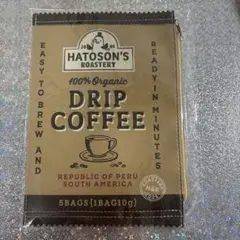 HATOSON'S
ROASTERY
100% Organic
DRIP
COFFEE
EASY TO BREW AND
READY IN MINUTES
REPUBLIC OF PERU
SOUTH AMERICA
5BAGS (1BAG10g)